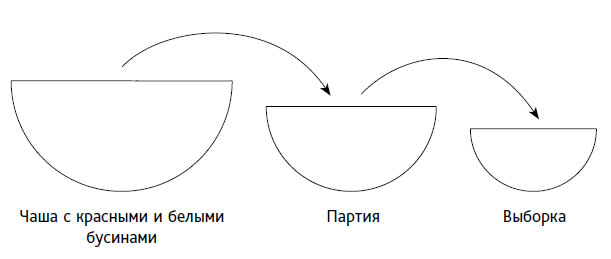 Чаша с красными и белыми
бусинами
Партия
Выборка